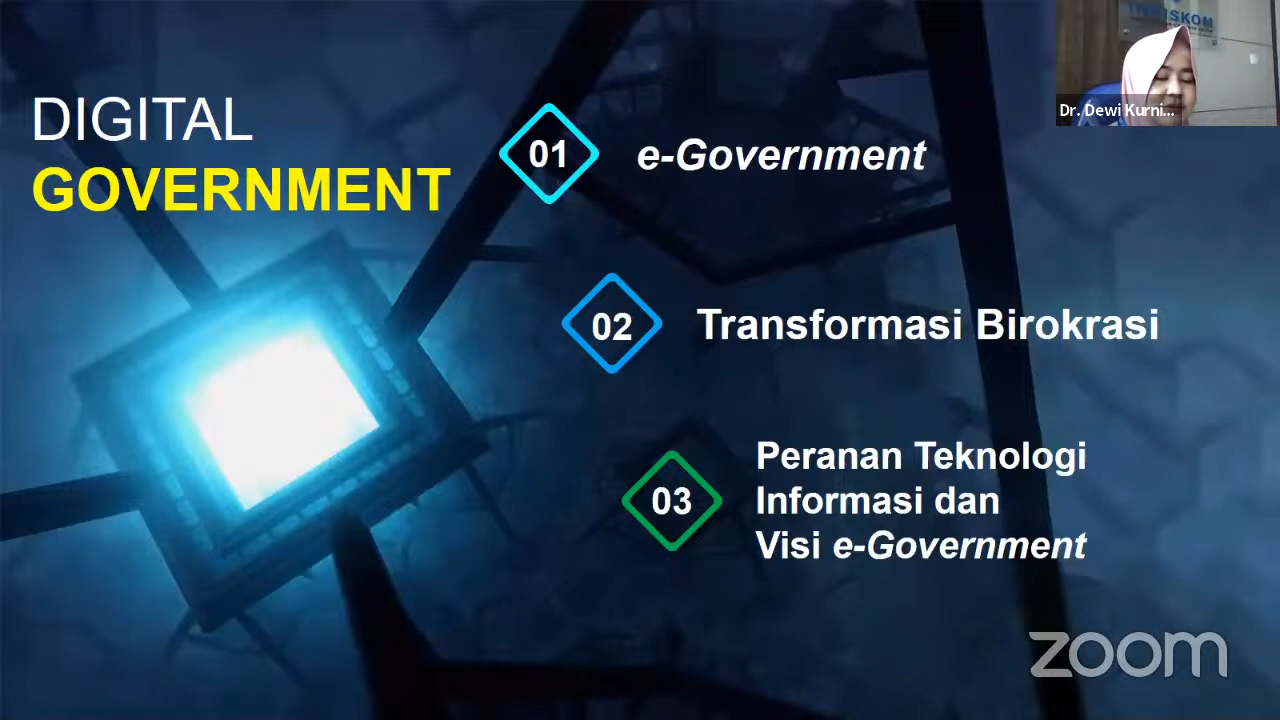 DIGITAL
GOVERNMENT
01
e-Government
02
Transformasi Birokrasi
03
Peranan Teknologi
Informasi dan
Visi e-Government
Dr. Dewi Kurni...
zoom